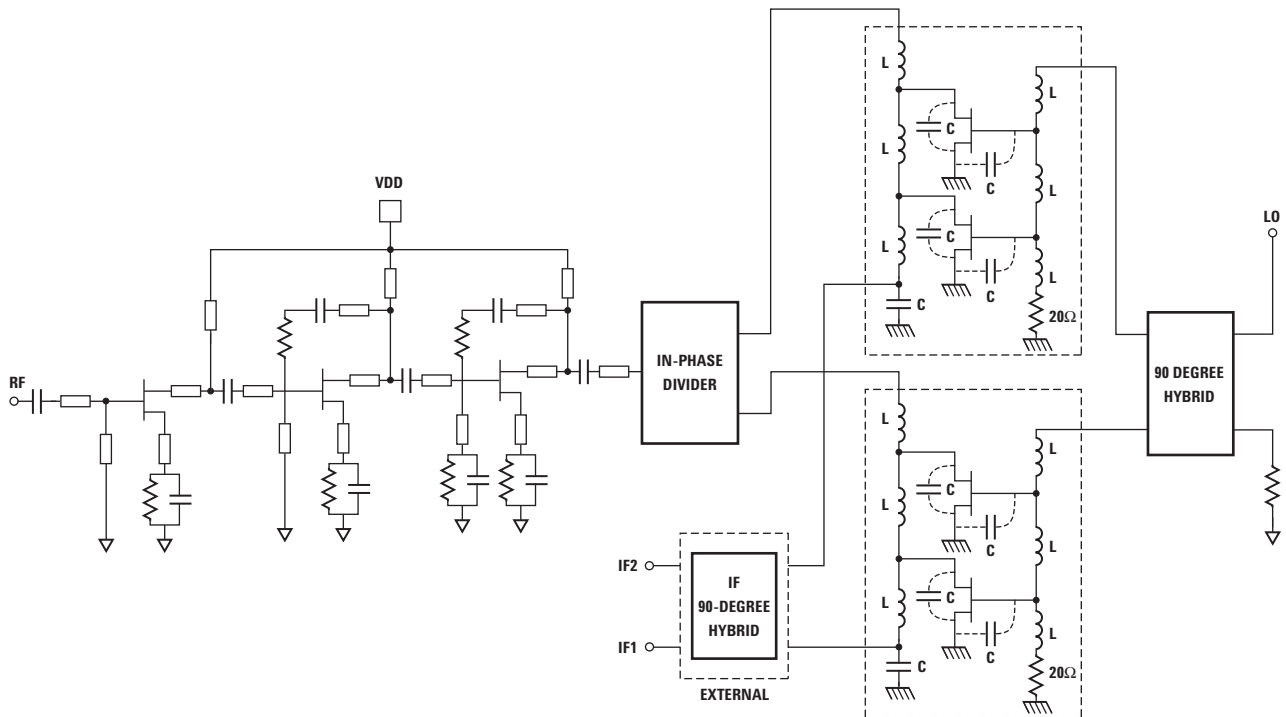 VDD
RF
IN-PHASE
DIVIDER
L
L
L
C
C
L
C
L
L
C
C
L
20Ω
C
LO
90 DEGREE
HYBRID
L
L
C
C
L
L
L
C
C
L
20Ω
C
IF2
IF1
IF
90-DEGREE
HYBRID
EXTERNAL